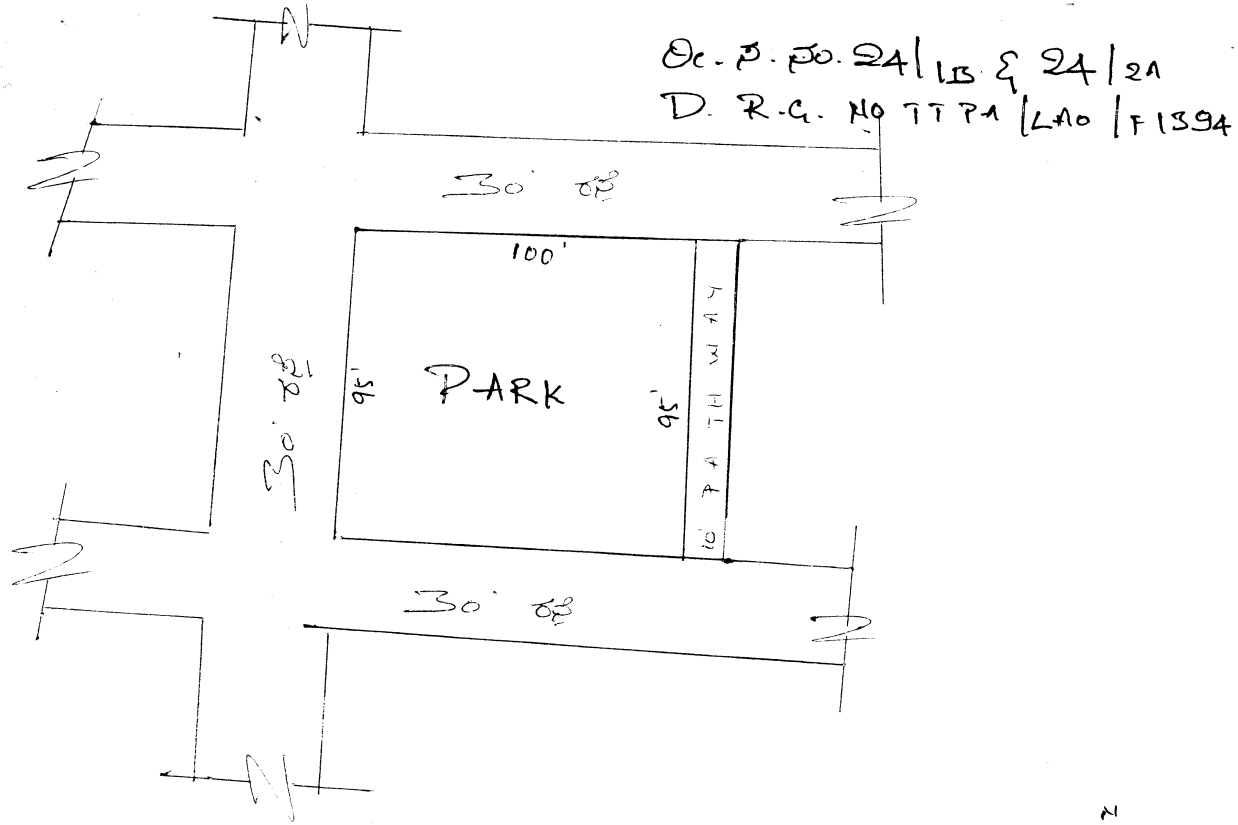 ರಿ. ಸ. ನಂ. 24/1B & 24/2A
D. R.G. NO TTPA/LAO/F1394
30' ರಸ್ತೆ
100'
30' ರಸ್ತೆ
95'
PARK
95'
10' PATHWAY
30' ರಸ್ತೆ
N